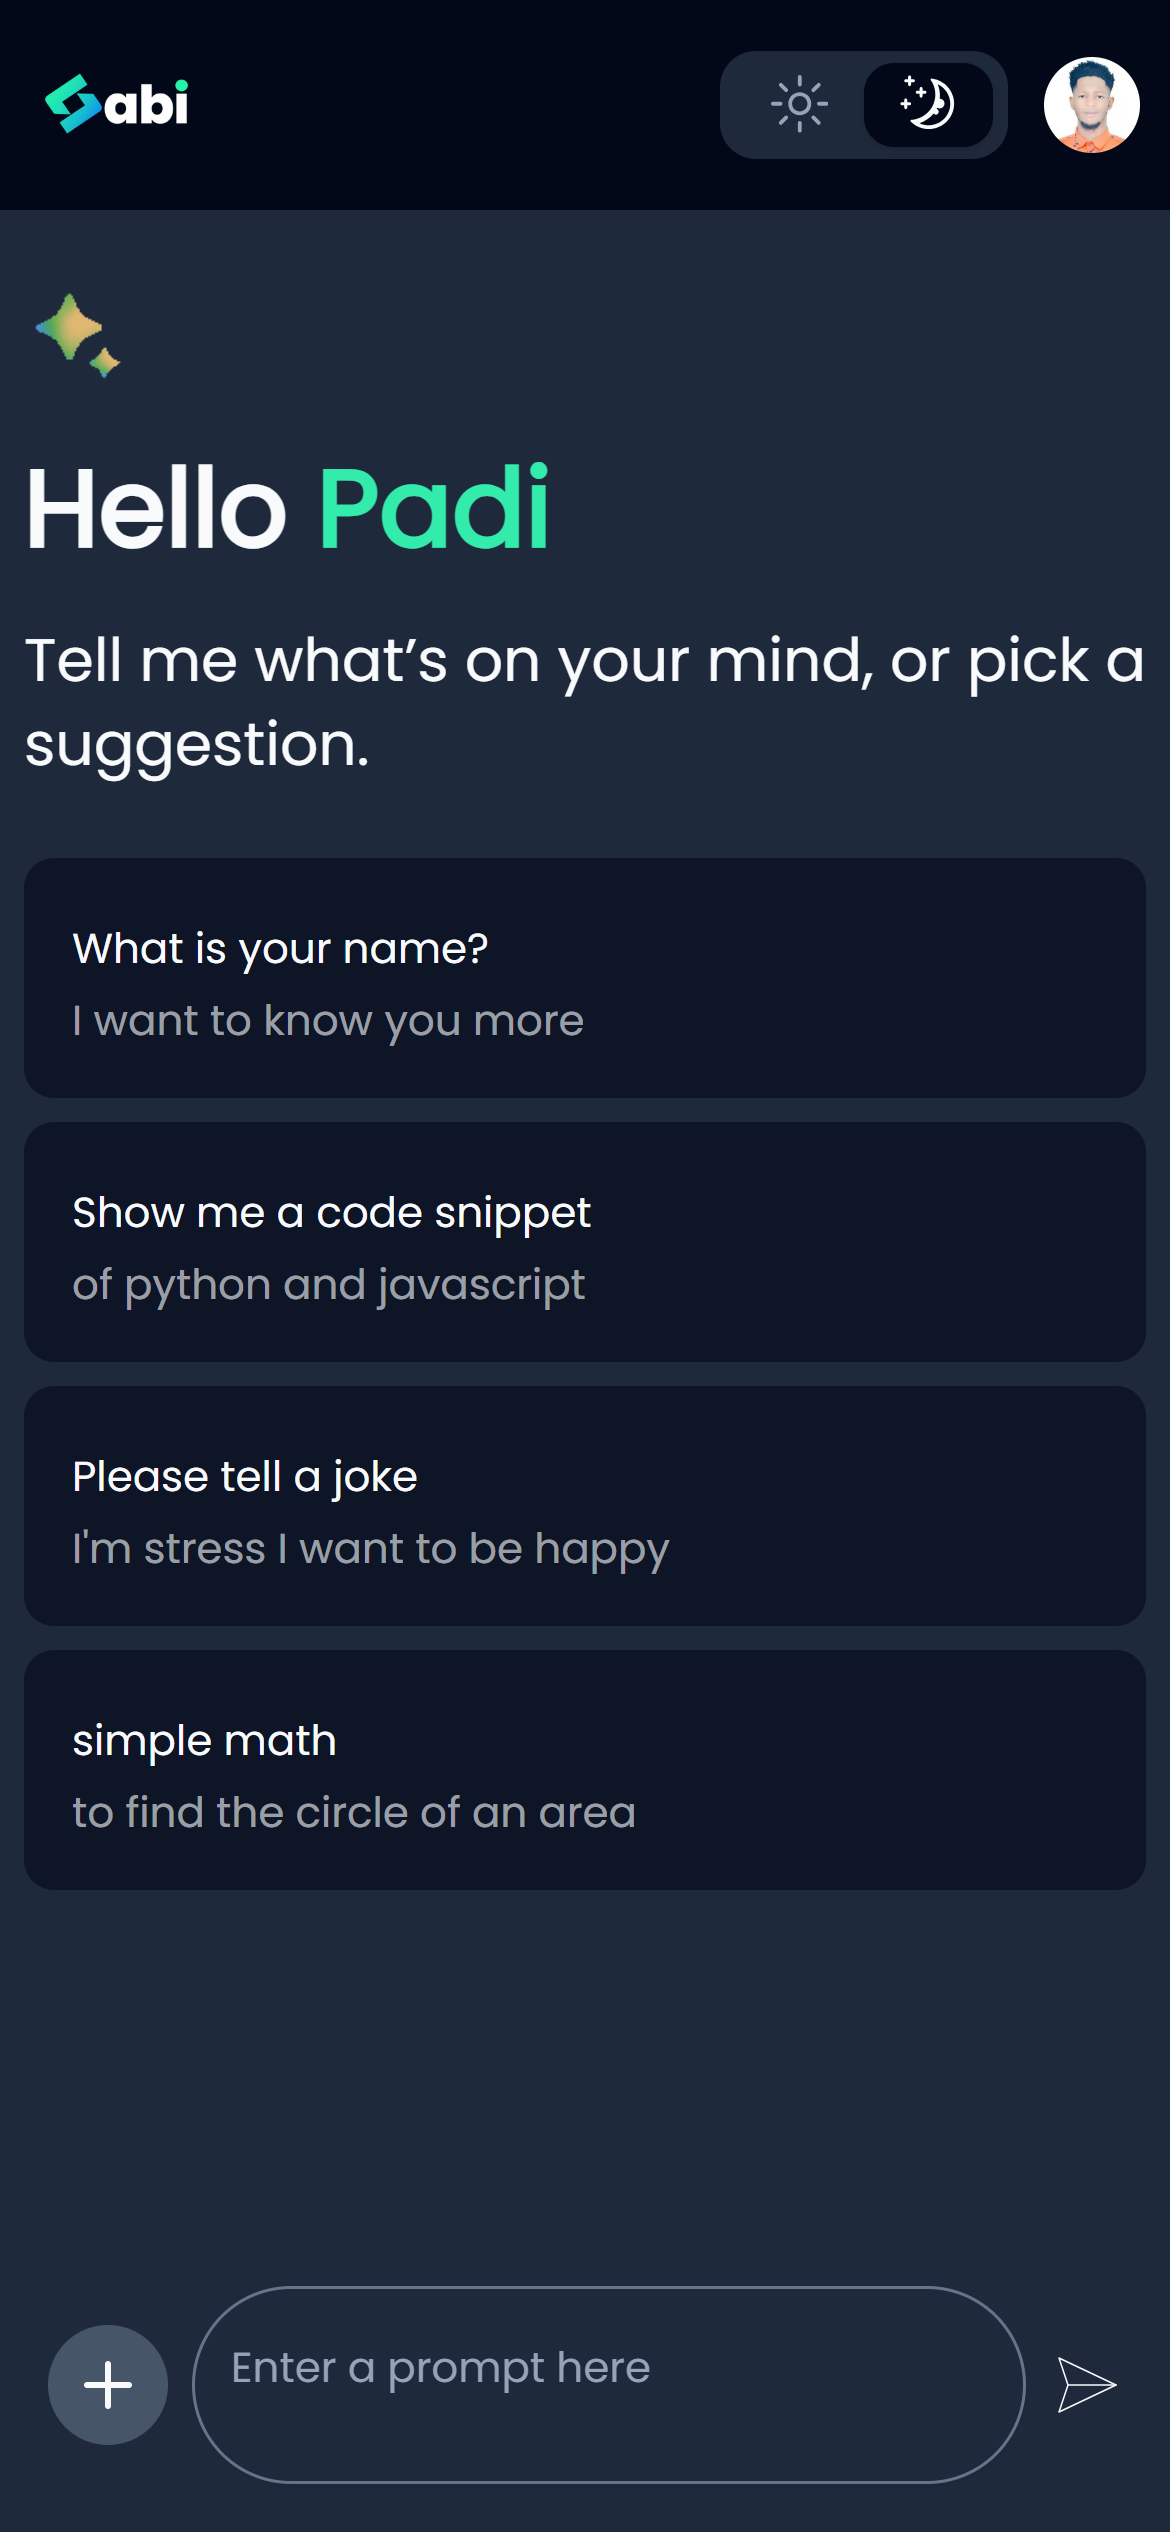 Sabi
Hello Padi
Tell me what’s on your mind, or pick a
suggestion.
What is your name?
I want to know you more
Show me a code snippet
of python and javascript
Please tell a joke
I'm stress I want to be happy
simple math
to find the circle of an area
Enter a prompt here